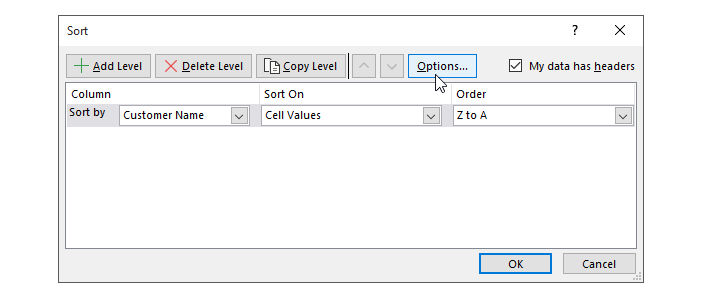 Sort ?
Add Level Delete Level Copy Level Options... My data has headers
Column Sort On Order
Sort by Customer Name Cell Values Z to A
OK Cancel